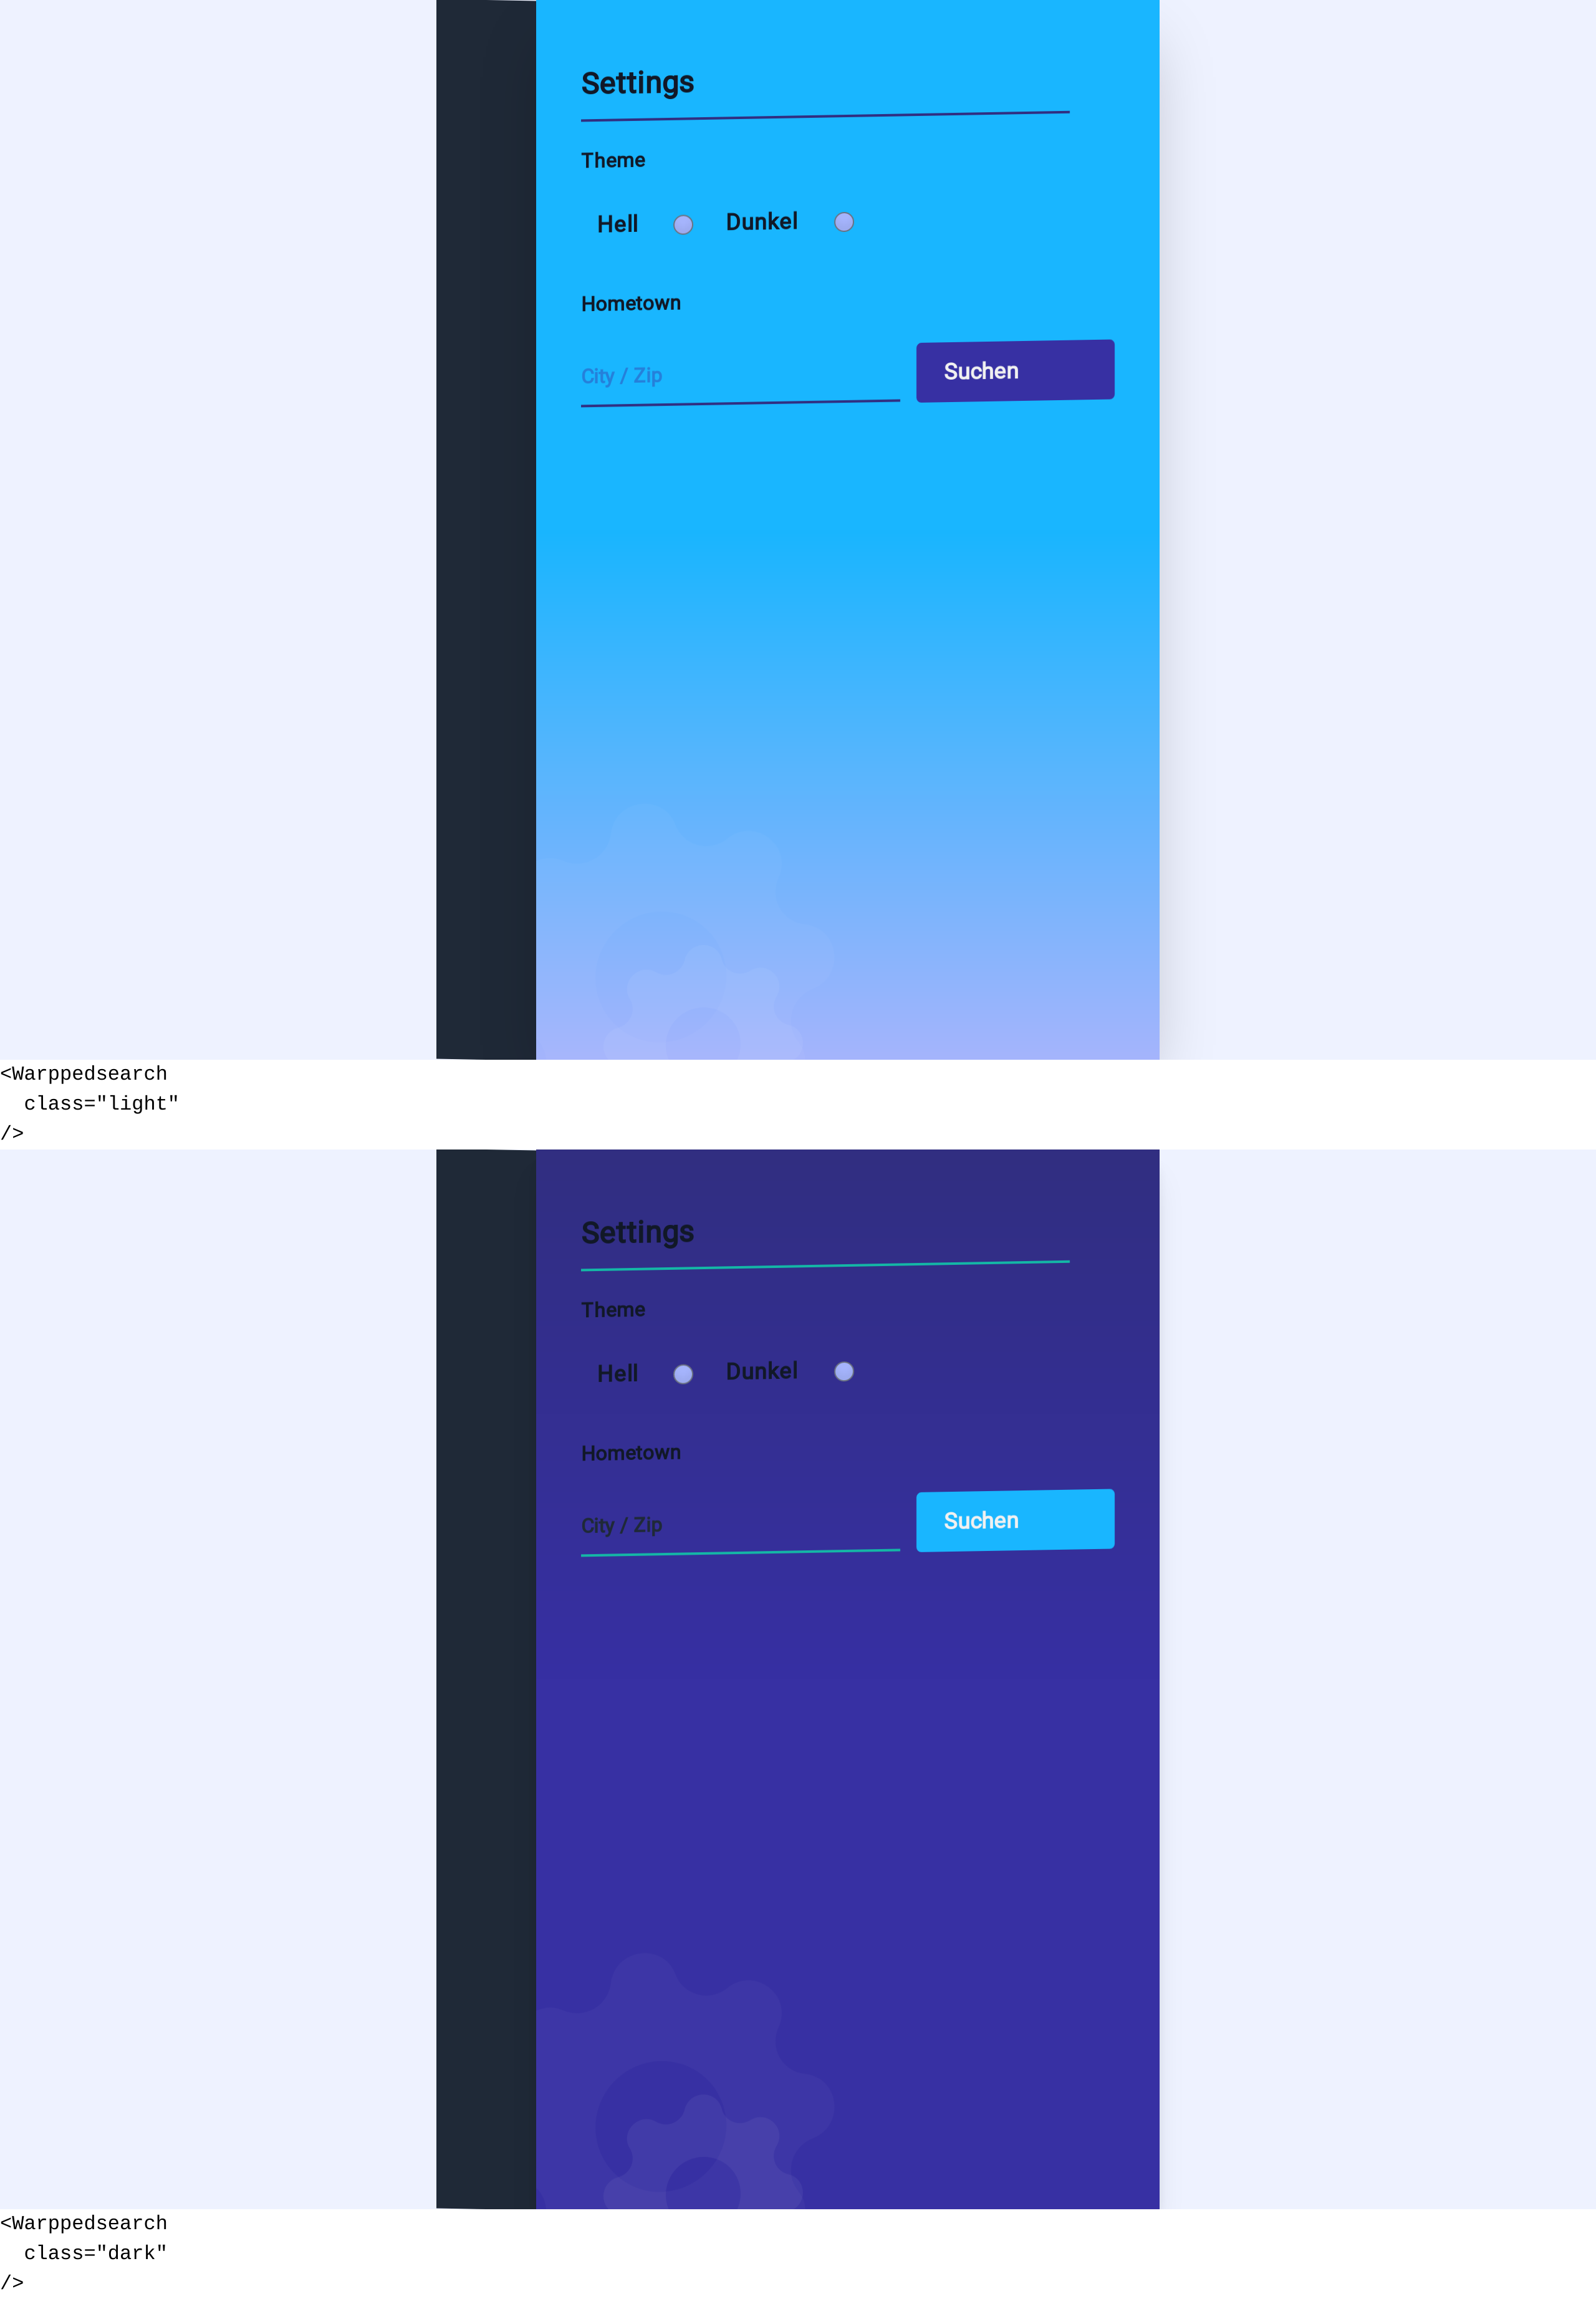 Settings
Theme
Hell Dunkel
Hometown
City / Zip Suchen
<Warppedsearch
  class="light"
/>
Settings
Theme
Hell Dunkel
Hometown
City / Zip Suchen
<Warppedsearch
  class="dark"
/>